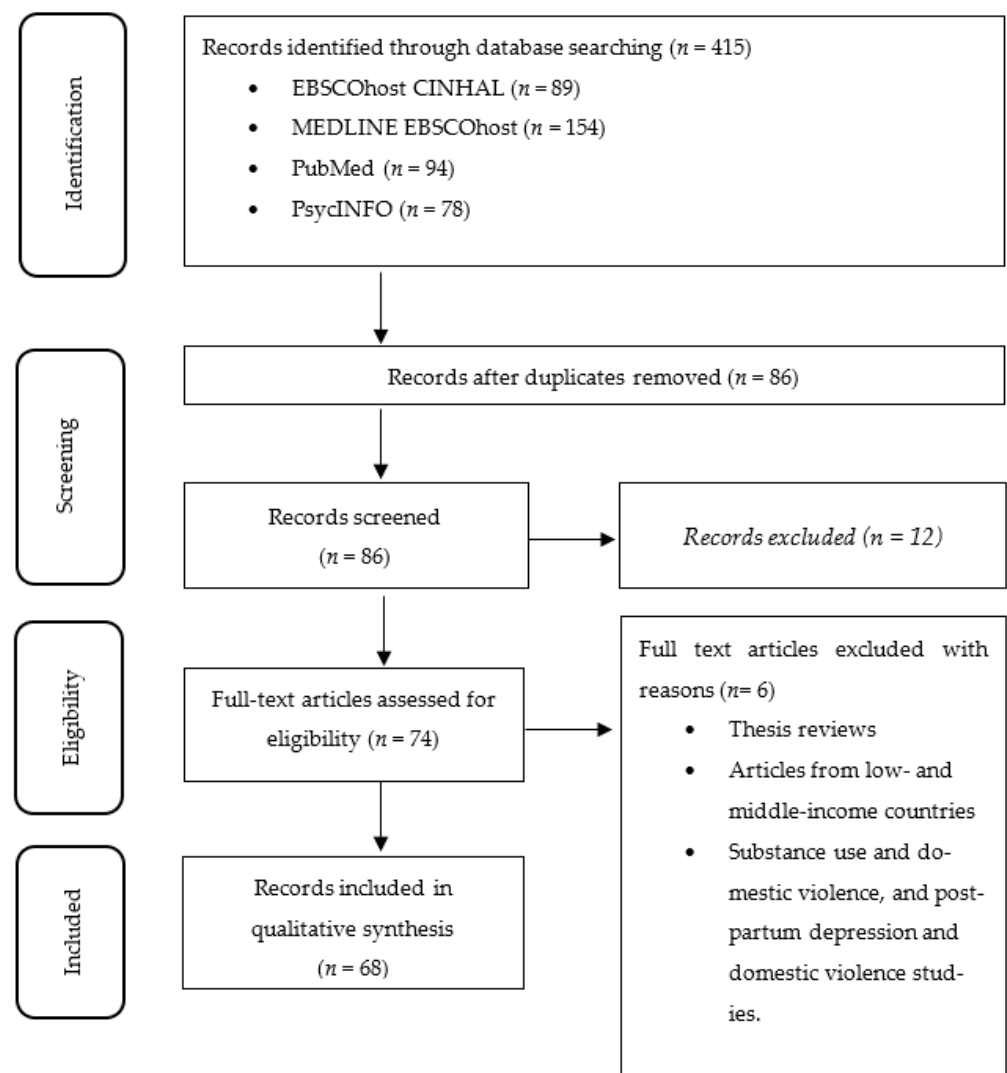 Identification
Records identified through database searching (n = 415)
• EBSCOhost CINHAL (n = 89)
• MEDLINE EBSCOhost (n = 154)
• PubMed (n = 94)
• PsycINFO (n = 78)
Screening
Records after duplicates removed (n = 86)
Records screened
(n = 86)
Records excluded (n = 12)
Eligibility
Full-text articles assessed for
eligibility (n = 74)
Full text articles excluded with
reasons (n= 6)
• Thesis reviews
• Articles from low- and
middle-income countries
• Substance use and do-
mestic violence, and post-
partum depression and
domestic violence stud-
ies.
Included
Records included in
qualitative synthesis
(n = 68)